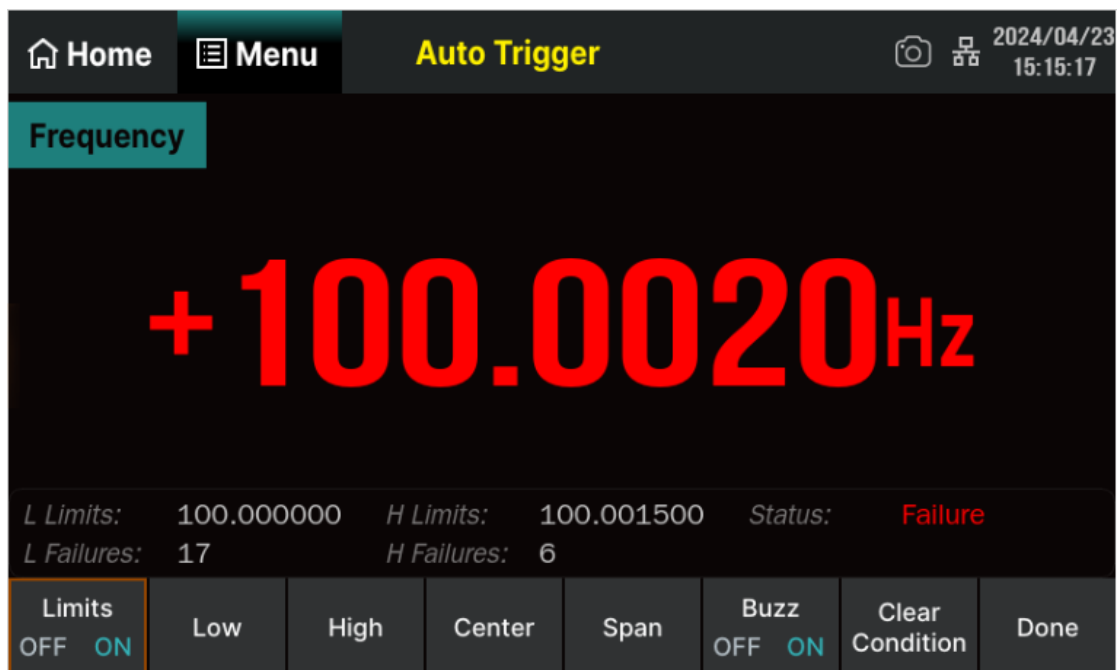 Home Menu Auto Trigger 2024/04/23
15:15:17
Frequency
+100.0020Hz
L Limits: 100.000000 H Limits: 100.001500 Status: Failure
L Failures: 17 H Failures: 6
Limits Low High Center Span Buzz Clear Done
OFF ON OFF ON Condition